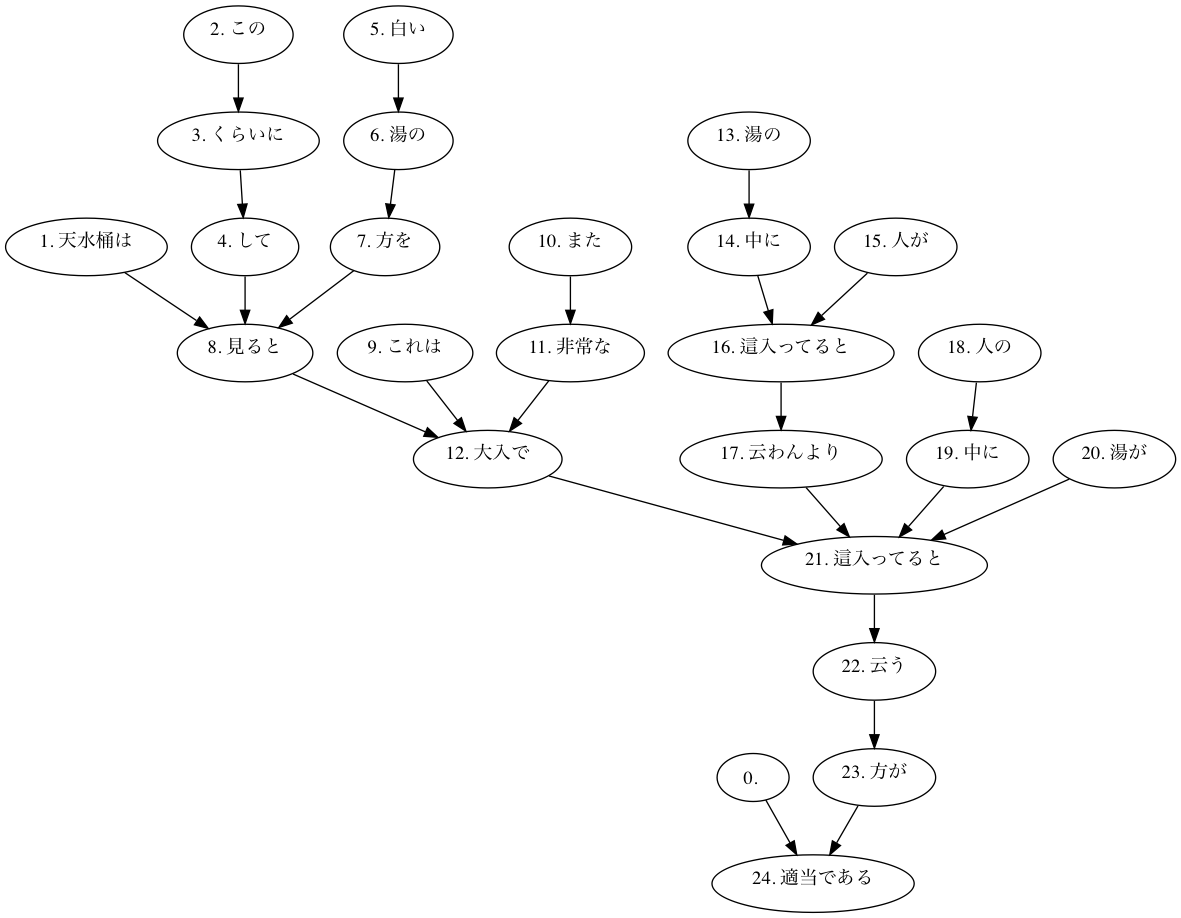 2. この
5. 白い
3. くらいに
6. 湯の
13. 湯の
1. 天水桶は
4. して
7. 方を
10. また
14. 中に
15. 人が
8. 見ると
9. これは
11. 非常な
16. 這入ってると
18. 人の
12. 大入で
17. 云わんより
19. 中に
20. 湯が
21. 這入ってると
22. 云う
0.
23. 方が
24. 適当である